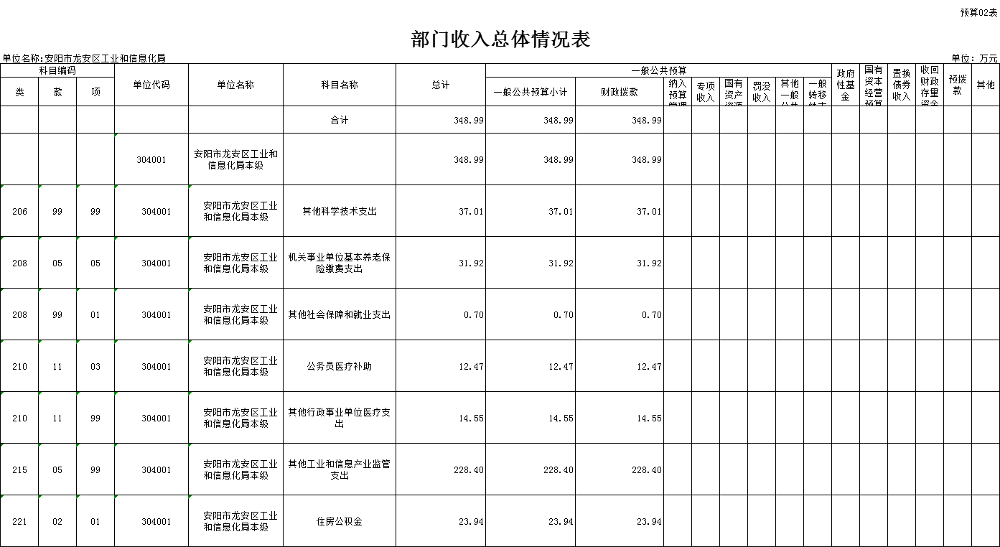 预算02表
部门收入总体情况表
单位名称:安阳市龙安区工业和信息化局
单位：万元
科目编码
单位代码
单位名称
科目名称
总计
一般公共预算
政府
性基
金
国有
资本
经营
预算
置换
债券
收入
收回
财政
存量
资金
预拨
款
其他
类
款
项
一般公共预算小计
财政拨款
纳入
预算
管理
专项
收入
国有
资产
资源
罚没
收入
其他
一般
公共
一般
转移
合计 348.99 348.99 348.99
304001
安阳市龙安区工业和
信息化局本级
348.99 348.99 348.99
206 99 99 304001
安阳市龙安区工业
和信息化局本级
其他科学技术支出
37.01 37.01 37.01
208 05 05 304001
安阳市龙安区工业
和信息化局本级
机关事业单位基本养老保
险缴费支出
31.92 31.92 31.92
208 99 01 304001
安阳市龙安区工业
和信息化局本级
其他社会保障和就业支出
0.70 0.70 0.70
210 11 03 304001
安阳市龙安区工业
和信息化局本级
公务员医疗补助
12.47 12.47 12.47
210 11 99 304001
安阳市龙安区工业
和信息化局本级
其他行政事业单位医疗支
出
14.55 14.55 14.55
215 05 99 304001
安阳市龙安区工业
和信息化局本级
其他工业和信息产业监管
支出
228.40 228.40 228.40
221 02 01 304001
安阳市龙安区工业
和信息化局本级
住房公积金
23.94 23.94 23.94